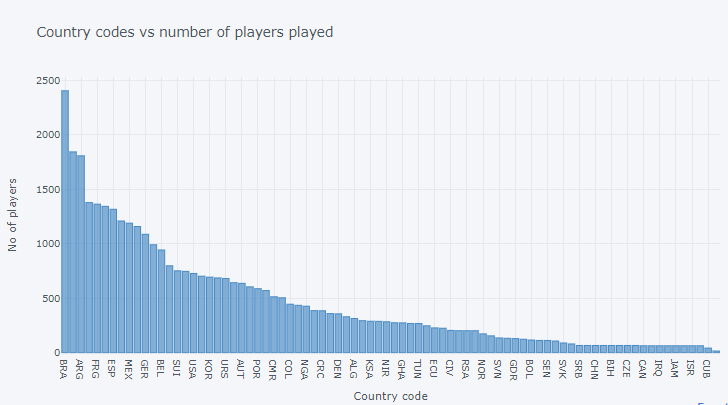 Country codes vs number of players played
2500
2000
1500
1000
500
0
No of players
BRA ARG FRG ESP MEX GER BEL SUI USA KOR URS AUT POR CMR COL NGA CRC DEN ALG KSA NIR GHA TUN ECU CIV RSA NOR SVN GDR BOL SEN SVK SRB CHN BIH CZE CAN IRQ JAM ISR CUB
Country code